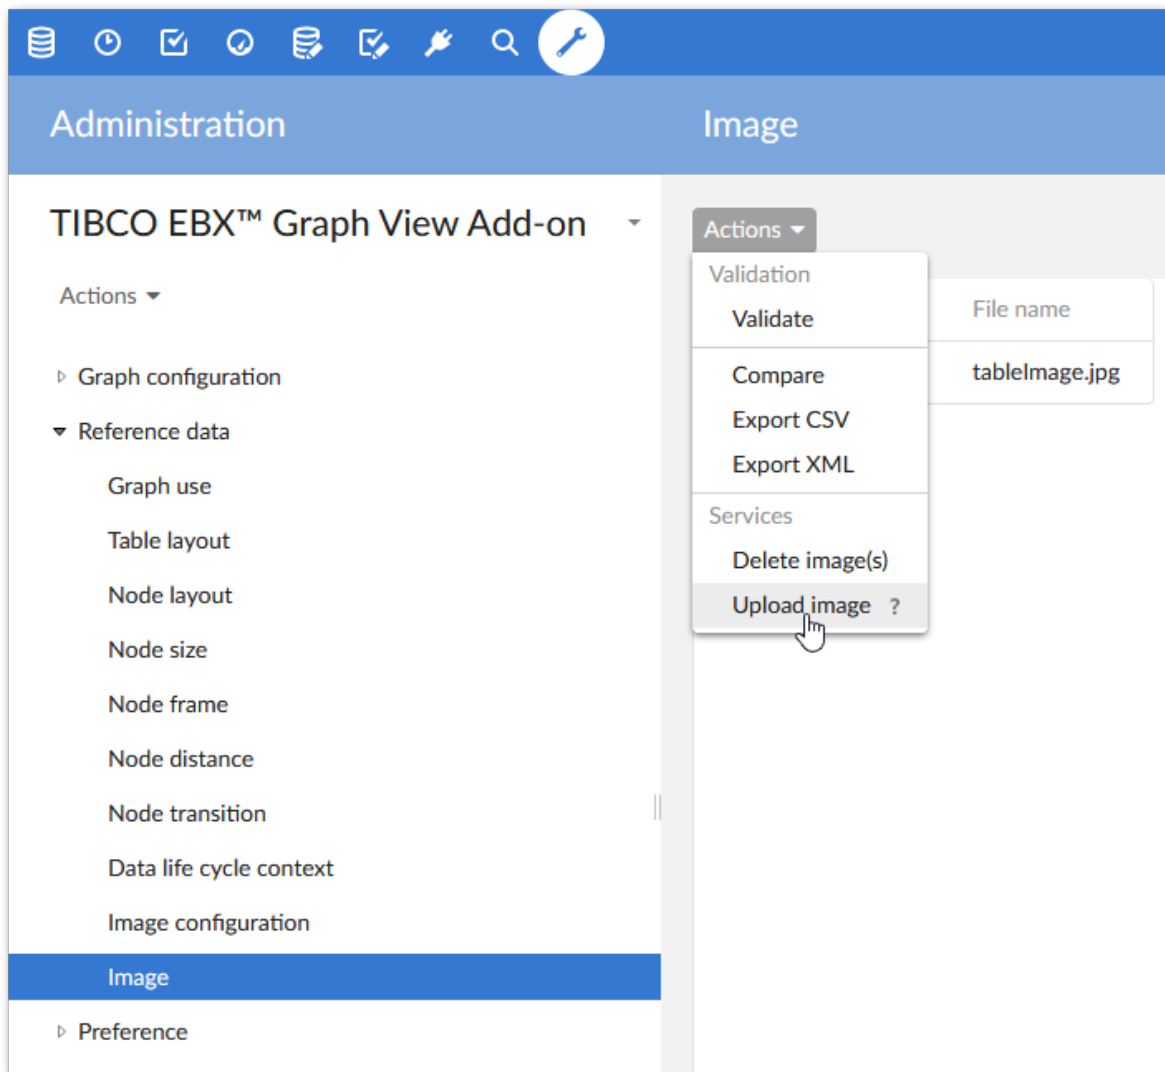 Administration
Image
TIBCO EBX™ Graph View Add-on
Actions
Graph configuration
Reference data
Graph use
Table layout
Node layout
Node size
Node frame
Node distance
Node transition
Data life cycle context
Image configuration
Image
Preference
Actions
Validation
Validate
Compare
Export CSV
Export XML
Services
Delete image(s)
Upload image ?
File name
tableImage.jpg